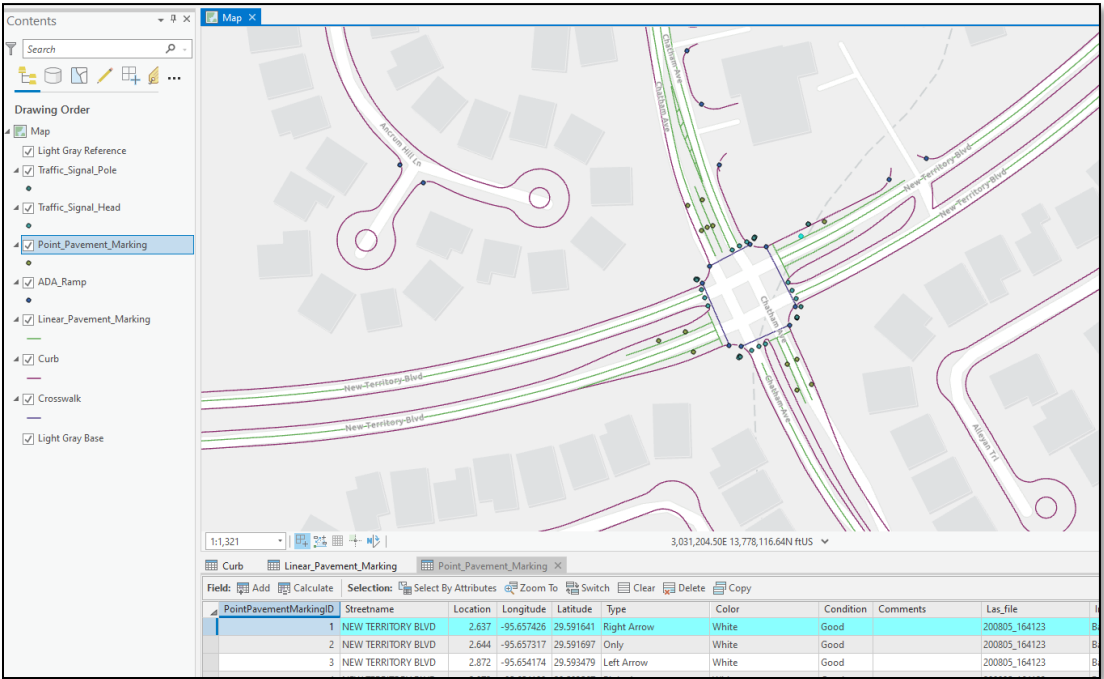 Contents
Search
Drawing Order
Map
Light Gray Reference
Traffic_Signal_Pole
Traffic_Signal_Head
Point_Pavement_Marking
ADA_Ramp
Linear_Pavement_Marking
Curb
Crosswalk
Light Gray Base
Map
Chatham Ave
Chatham Ave
Ancrum Hill Ln
New Territory Blvd
New Territory Blvd
Chatham Ave
New Territory Blvd
New Territory Blvd
Chatham Ave
Alleyan Trl
1:1,321
3,031,204.50E 13,778,116.64N ftUS
Curb Linear_Pavement_Marking Point_Pavement_Marking
Field: Add Calculate Selection: Select By Attributes Zoom To Switch Clear Delete Copy
PointPavementMarkingID Streetname Location Longitude Latitude Type Color Condition Comments Las_file
1 NEW TERRITORY BLVD 2.637 -95.657426 29.591641 Right Arrow White Good 200805_164123
2 NEW TERRITORY BLVD 2.644 -95.657317 29.591697 Only White Good 200805_164123
3 NEW TERRITORY BLVD 2.872 -95.654174 29.593479 Left Arrow White Good 200805_164123